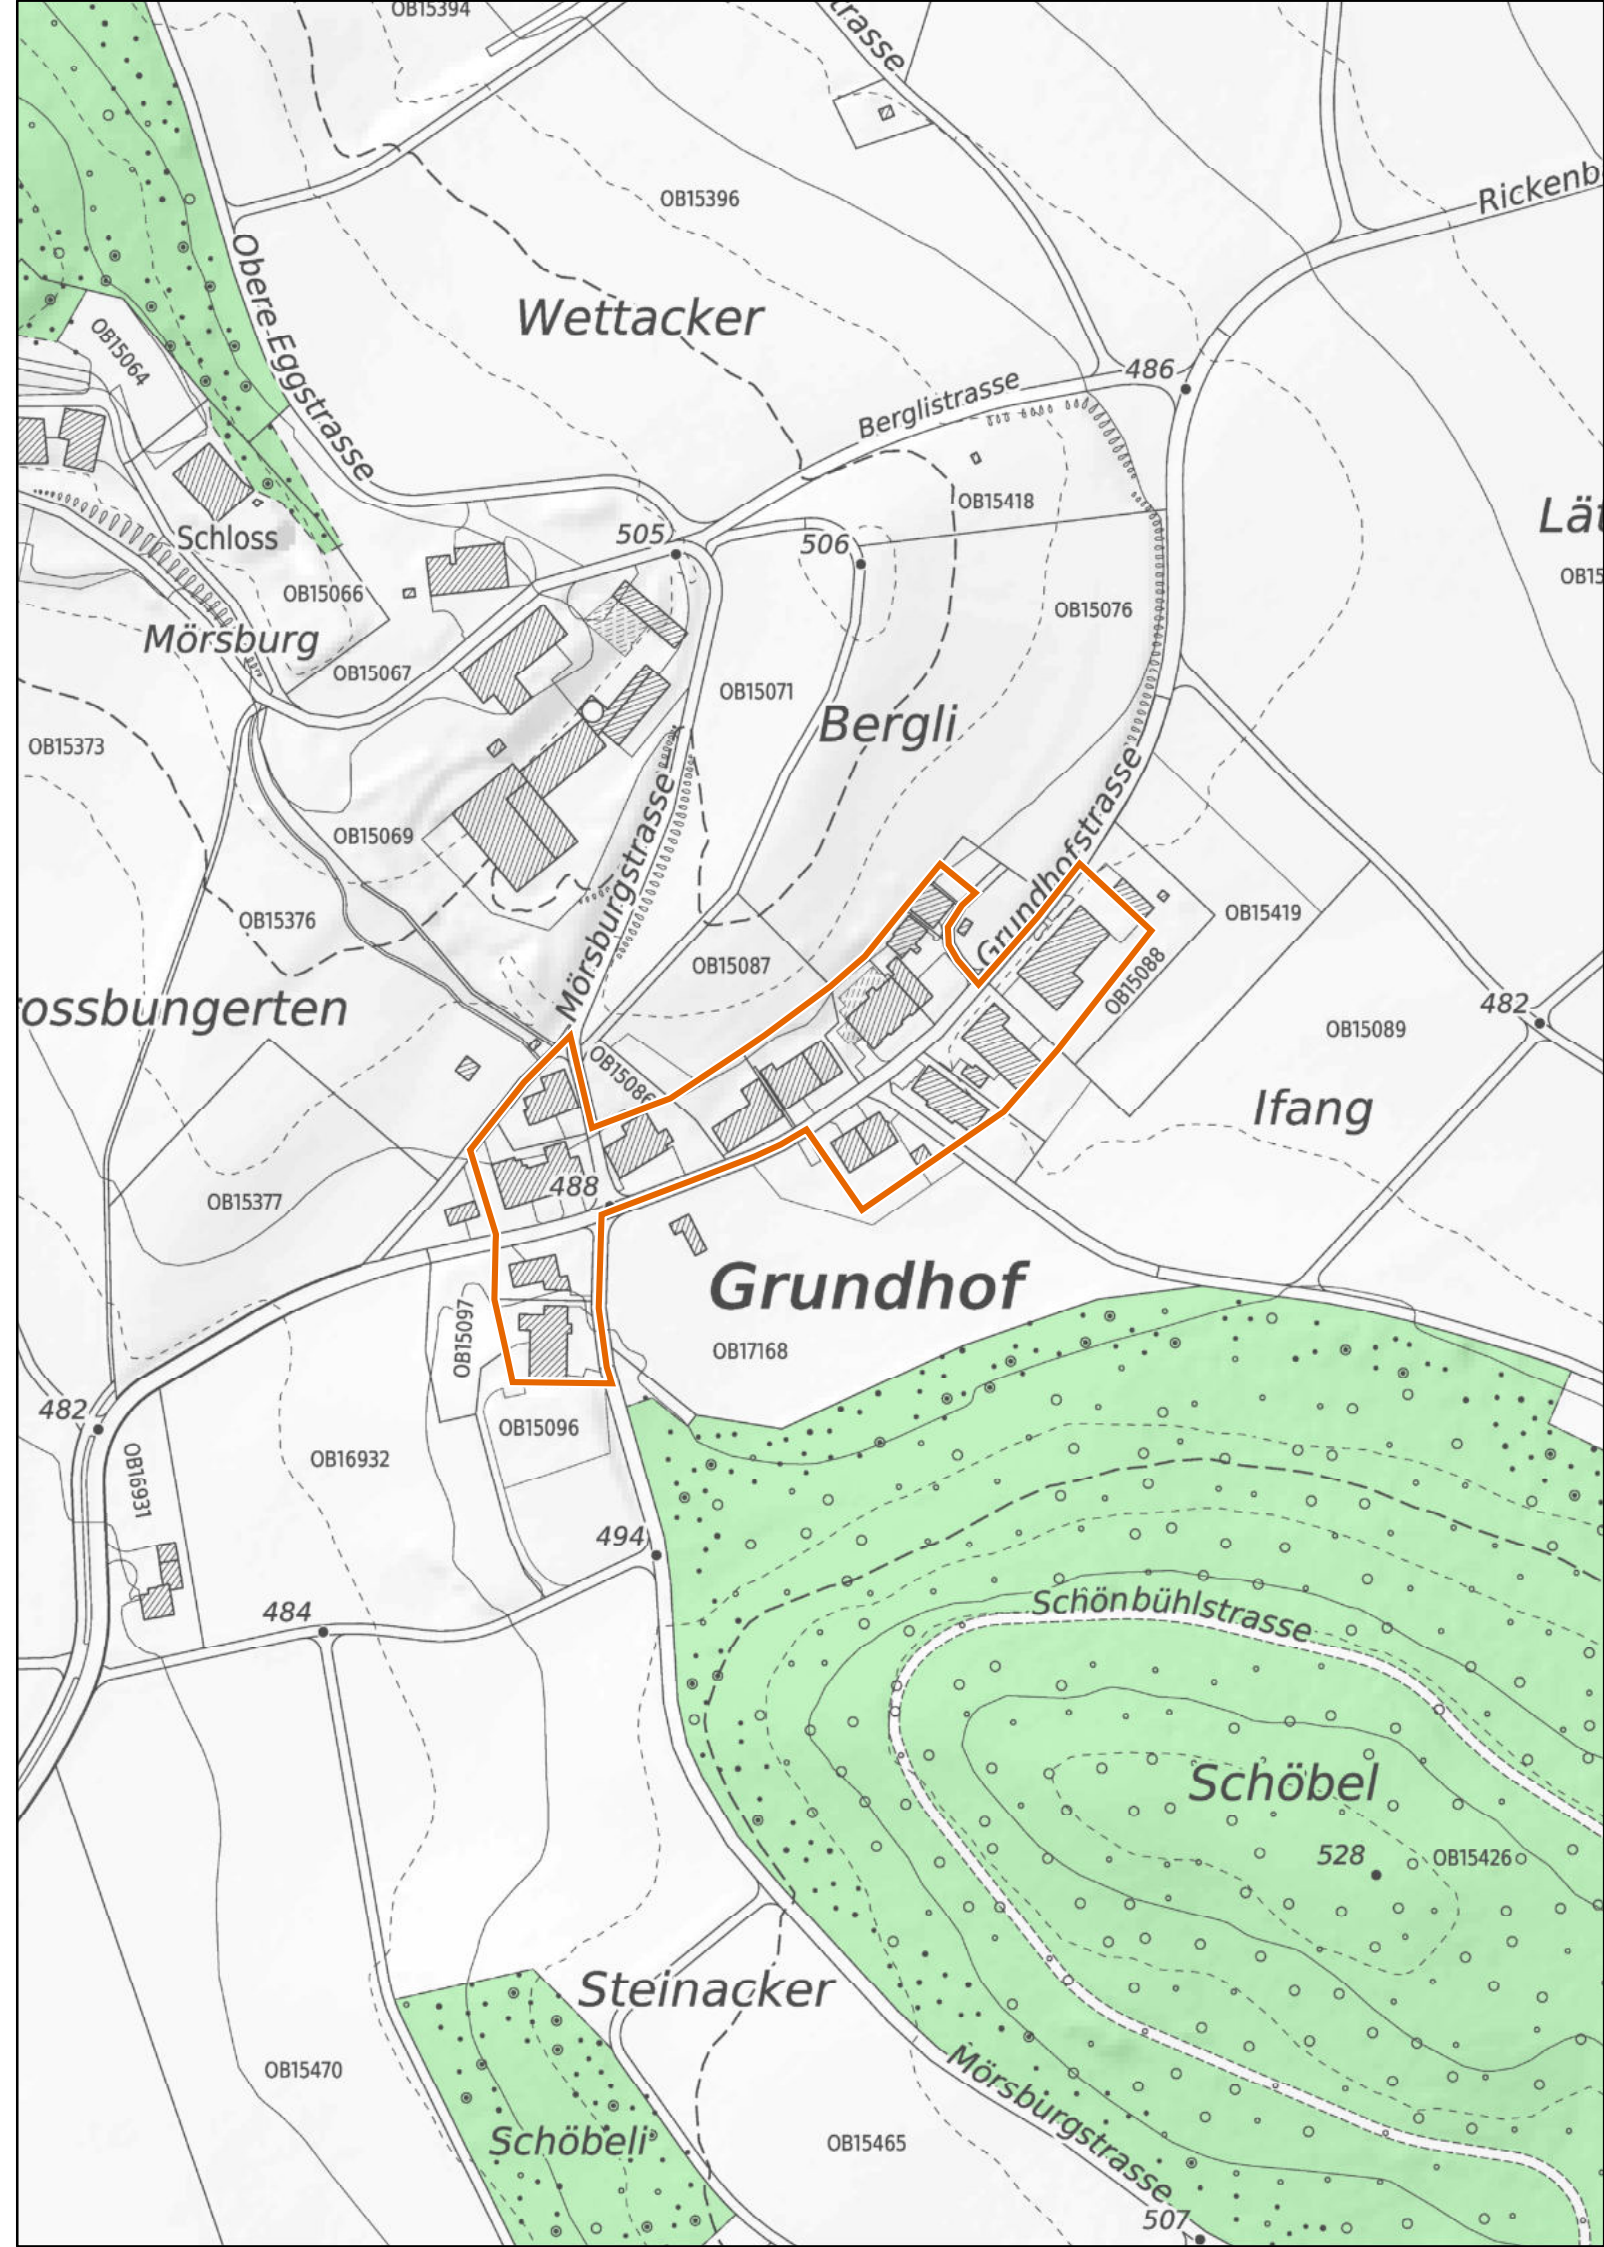 OB15394
trasse
Rickenb
OB15396
Obere Eggstrasse
Wettacker
OB15064
486
Berglistrasse
OB15418
Lät
505
506
Schloss
OB15
OB15066
OB15076
Mörsburg
OB15067
OB15071
Bergli
OB15373
Mörsburgstrasse
Grundhofstrasse
OB15069
OB15376
OB15419
OB15087
OB15088
ossbungerten
482
OB15089
OB15086
Ifang
488
OB15377
Grundhof
OB15097
OB17168
482
OB15096
OB16932
OB16931
494
484
Schönbühlstrasse
Schöbel
528
OB15426
Steinacker
OB15470
Mörsburgstrasse
Schöbeli
OB15465
507